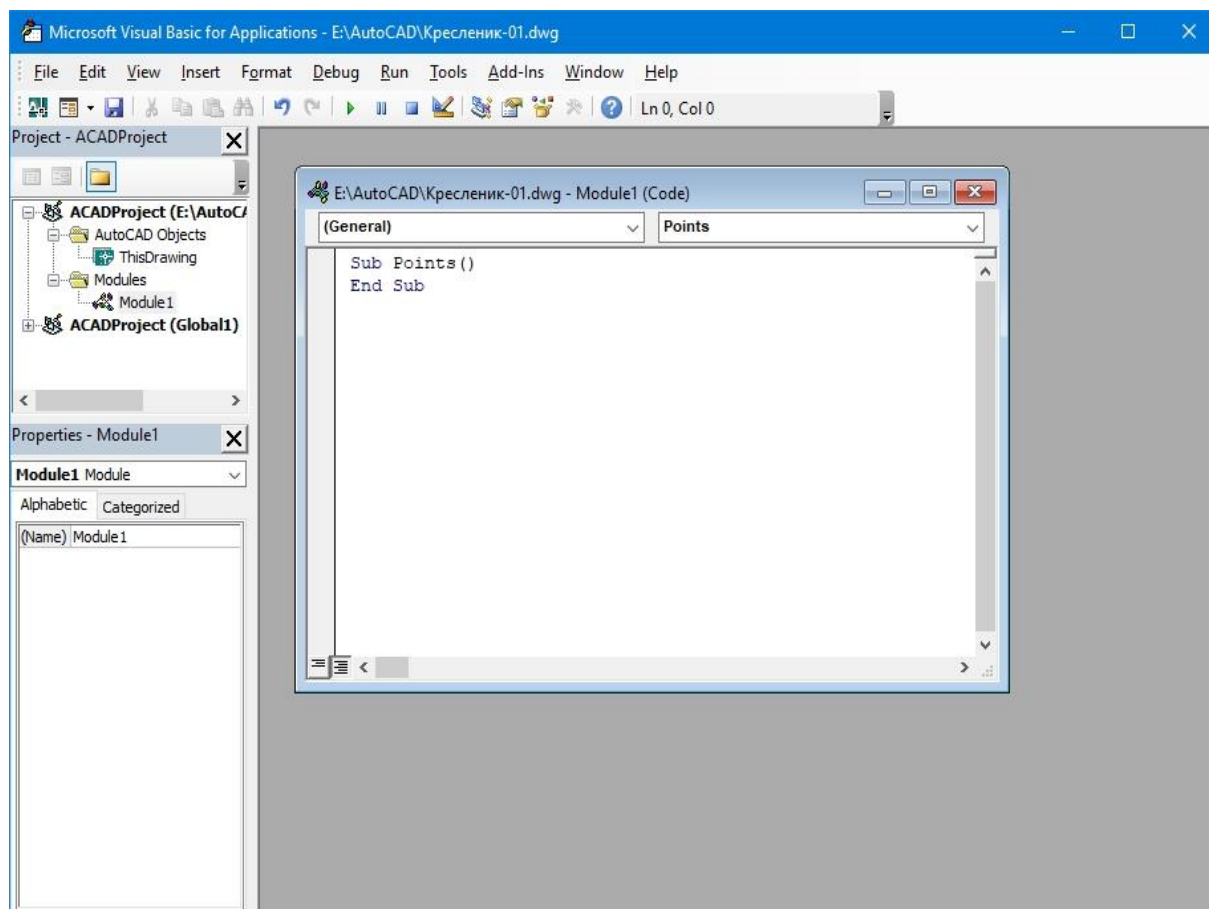 Microsoft Visual Basic for Applications - E:\AutoCAD\Кресленик-01.dwg
File Edit View Insert Format Debug Run Tools Add-Ins Window Help
Ln 0, Col 0
Project - ACADProject
ACADProject (E:\AutoCA
AutoCAD Objects
ThisDrawing
Modules
Module1
ACADProject (Global1)
Properties - Module1
Module1 Module
Alphabetic Categorized
(Name) Module1
E:\AutoCAD\Кресленик-01.dwg - Module1 (Code)
(General) Points
Sub Points()
End Sub